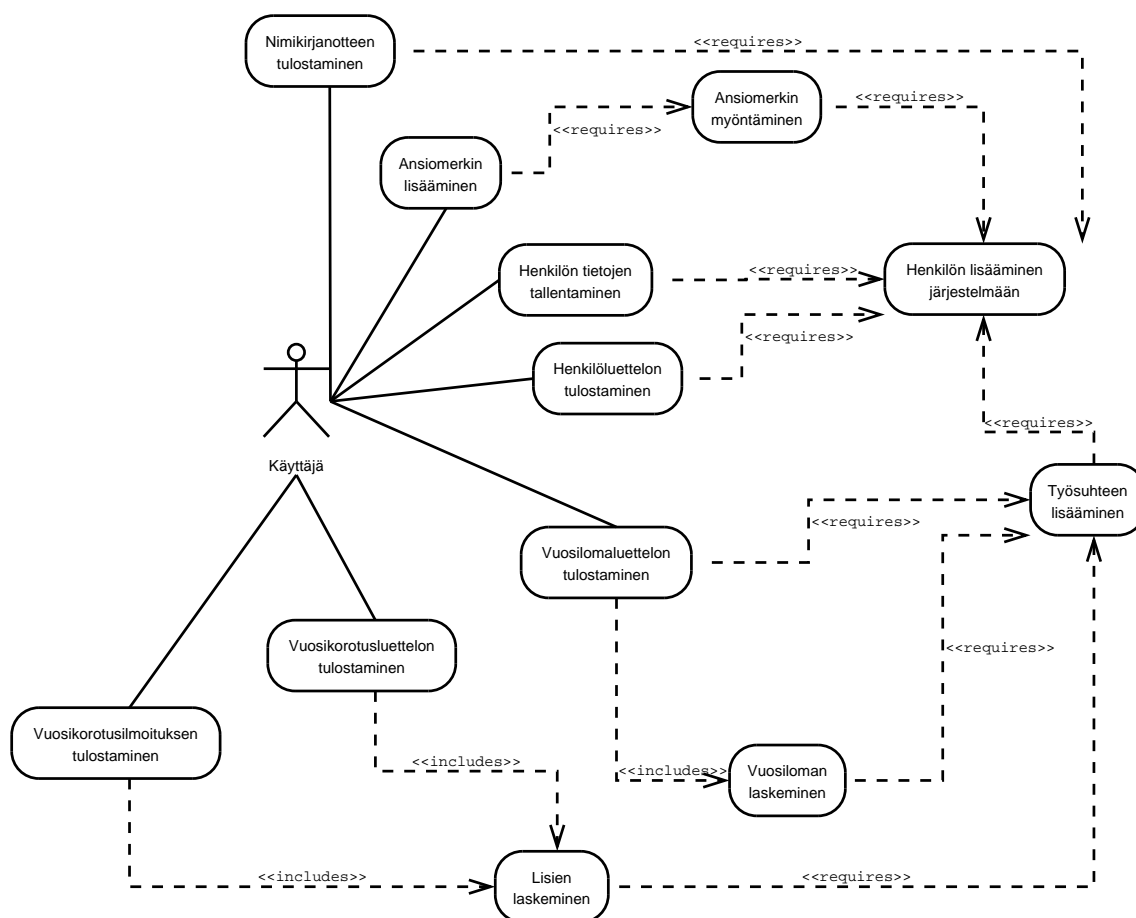 Nimikirjanotteen
tulostaminen
<<requires>>
Ansiomerkin
myöntäminen
<<requires>>
<<requires>>
Ansiomerkin
lisääminen
Henkilön tietojen
tallentaminen
<<requires>>
Henkilön lisääminen
järjestelmään
Henkilöluettelon
tulostaminen
<<requires>>
Käyttäjä
<<requires>>
Työsuhteen
lisääminen
<<requires>>
Vuosilomaluettelon
tulostaminen
Vuosikorotusluettelon
tulostaminen
<<requires>>
Vuosikorotusilmoituksen
tulostaminen
<<includes>>
<<includes>>
Vuosiloman
laskeminen
<<includes>>
Lisien
laskeminen
<<requires>>